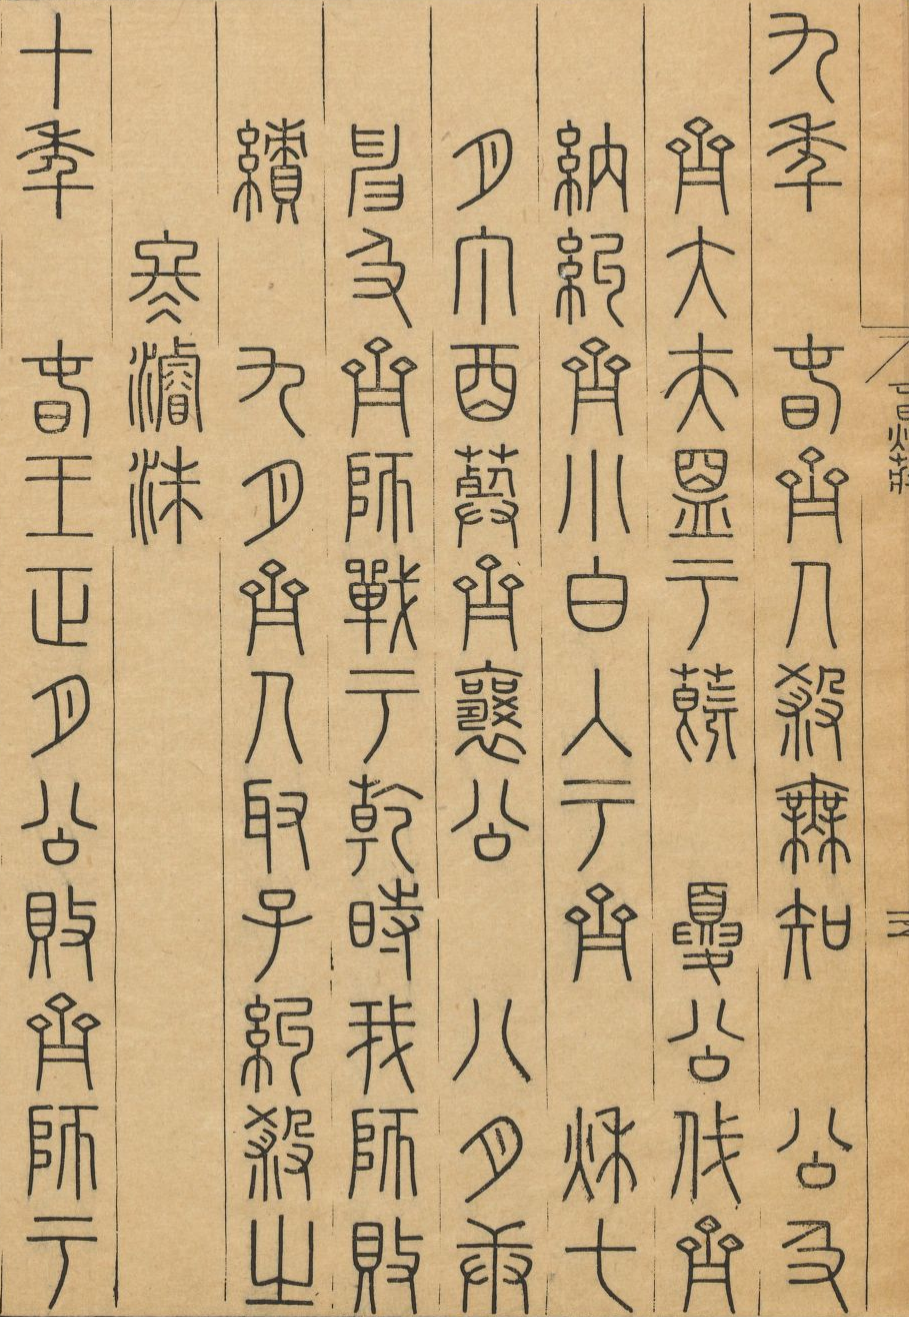 九年 春齊人殺無知 公及
齊大夫盟于蔇 夏公伐齊
納糾齊小白入于齊 秋七
月丁酉葬齊襄公 八月庚
申及齊師戰于乾時我師敗
績 九月齊人取子糾殺之
冬浚洙
十年 春王正月公敗齊師于